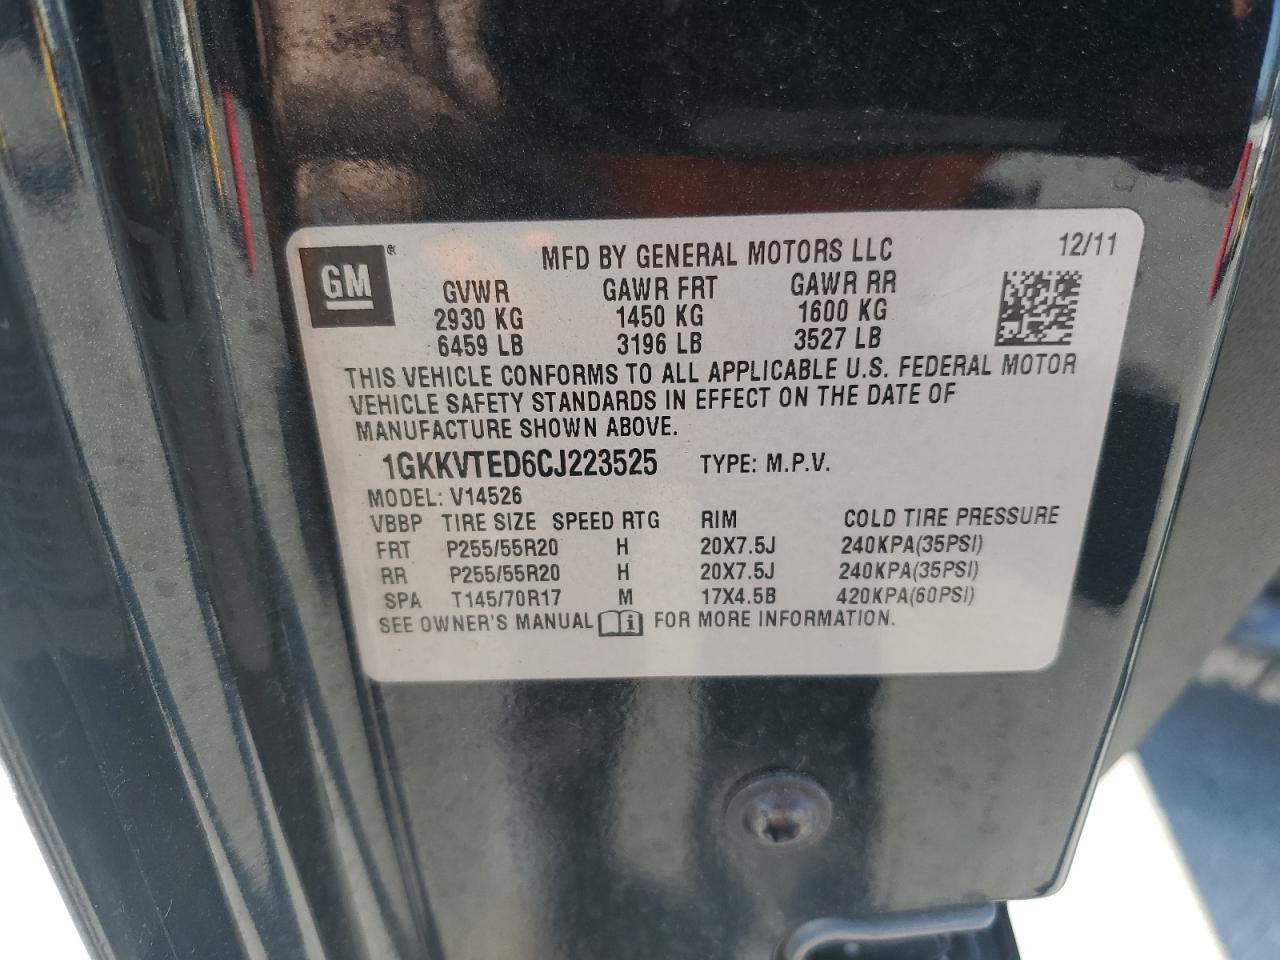 GM ®
MFD BY GENERAL MOTORS LLC 12/11
GVWR GAWR FRT GAWR RR
2930 KG 1450 KG 1600 KG
6459 LB 3196 LB 3527 LB
THIS VEHICLE CONFORMS TO ALL APPLICABLE U.S. FEDERAL MOTOR
VEHICLE SAFETY STANDARDS IN EFFECT ON THE DATE OF
MANUFACTURE SHOWN ABOVE.
1GKKVTED6CJ223525 TYPE: M.P.V.
MODEL: V14526
VBBP TIRE SIZE SPEED RTG RIM COLD TIRE PRESSURE
FRT P255/55R20 H 20X7.5J 240KPA(35PSI)
RR P255/55R20 H 20X7.5J 240KPA(35PSI)
SPA T145/70R17 M 17X4.5B 420KPA(60PSI)
SEE OWNER'S MANUAL i FOR MORE INFORMATION.